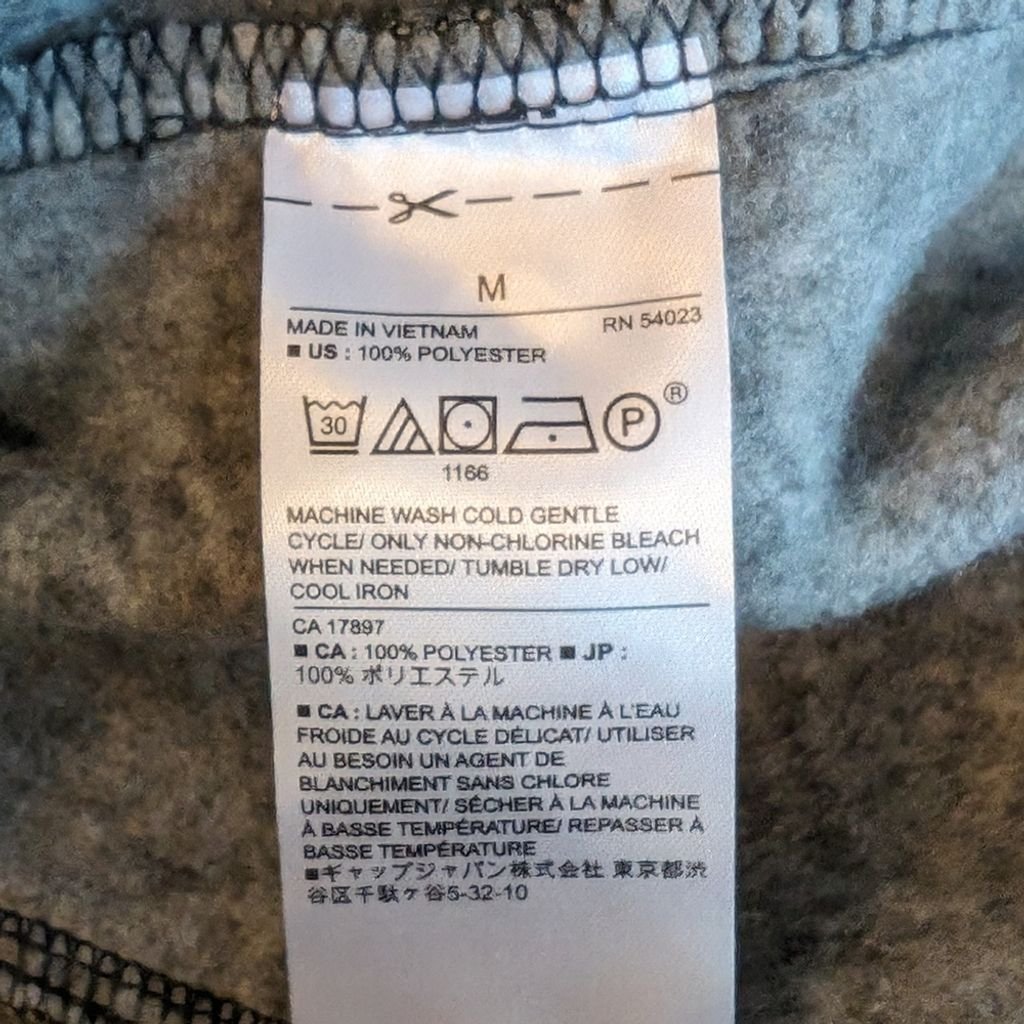 M
MADE IN VIETNAM RN 54023
■ US : 100% POLYESTER
30 P ®
1166
MACHINE WASH COLD GENTLE
CYCLE/ ONLY NON-CHLORINE BLEACH
WHEN NEEDED/ TUMBLE DRY LOW/
COOL IRON
CA 17897
■ CA : 100% POLYESTER ■ JP :
100% ポリエステル
■ CA : LAVER À LA MACHINE À L'EAU
FROIDE AU CYCLE DÉLICAT/ UTILISER
AU BESOIN UN AGENT DE
BLANCHIMENT SANS CHLORE
UNIQUEMENT/ SÉCHER À LA MACHINE
À BASSE TEMPÉRATURE/ REPASSER À
BASSE TEMPÉRATURE
■ギャップジャパン株式会社 東京都渋
谷区千駄ヶ谷5-32-10